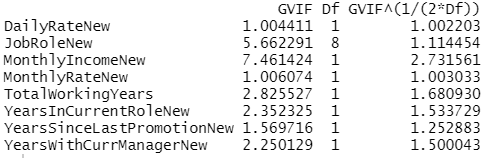 GVIF Df GVIF^(1/(2*Df))
DailyRateNew 1.004411 1 1.002203
JobRoleNew 5.662291 8 1.114454
MonthlyIncomeNew 7.461424 1 2.731561
MonthlyRateNew 1.006074 1 1.003033
TotalWorkingYears 2.825527 1 1.680930
YearsInCurrentRoleNew 2.352325 1 1.533729
YearsSinceLastPromotionNew 1.569716 1 1.252883
YearsWithCurrManagerNew 2.250129 1 1.500043